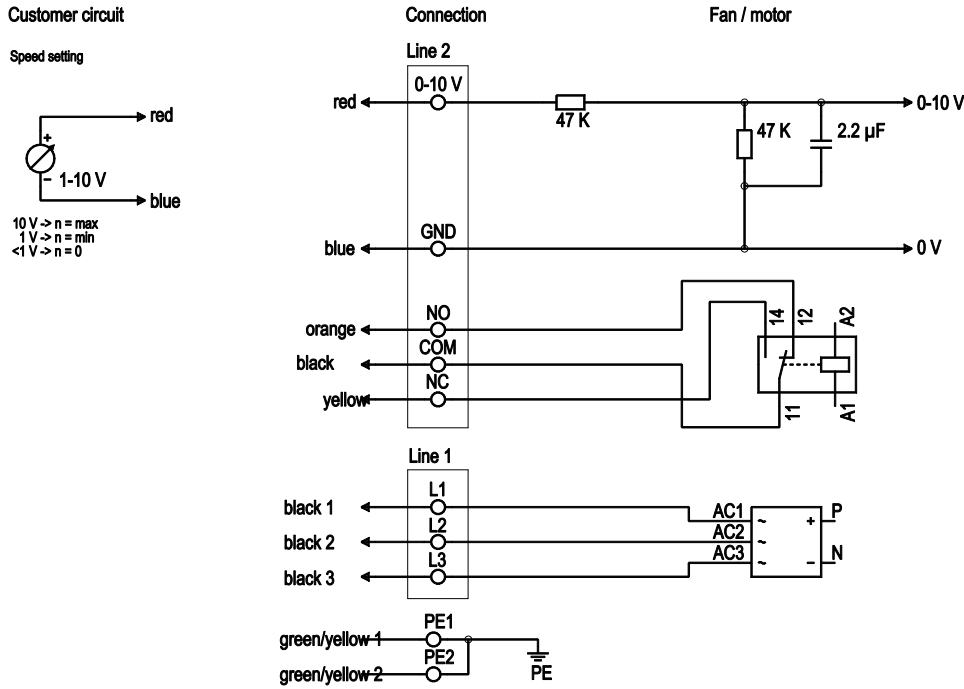 Customer circuit
Connection
Fan / motor
Speed setting
Line 2
0-10 V
red
47 K
0-10 V
red
47 K
2.2 µF
+
− 1-10 V
blue
10 V -> n = max
1 V -> n = min
<1 V -> n = 0
GND
blue
0 V
NO
orange
14
12
A2
COM
black
NC
yellow
11
A1
Line 1
L1
black 1
AC1
~
+
P
L2
black 2
AC2
~
L3
black 3
AC3
~
−
N
PE1
green/yellow 1
PE2
green/yellow 2
PE